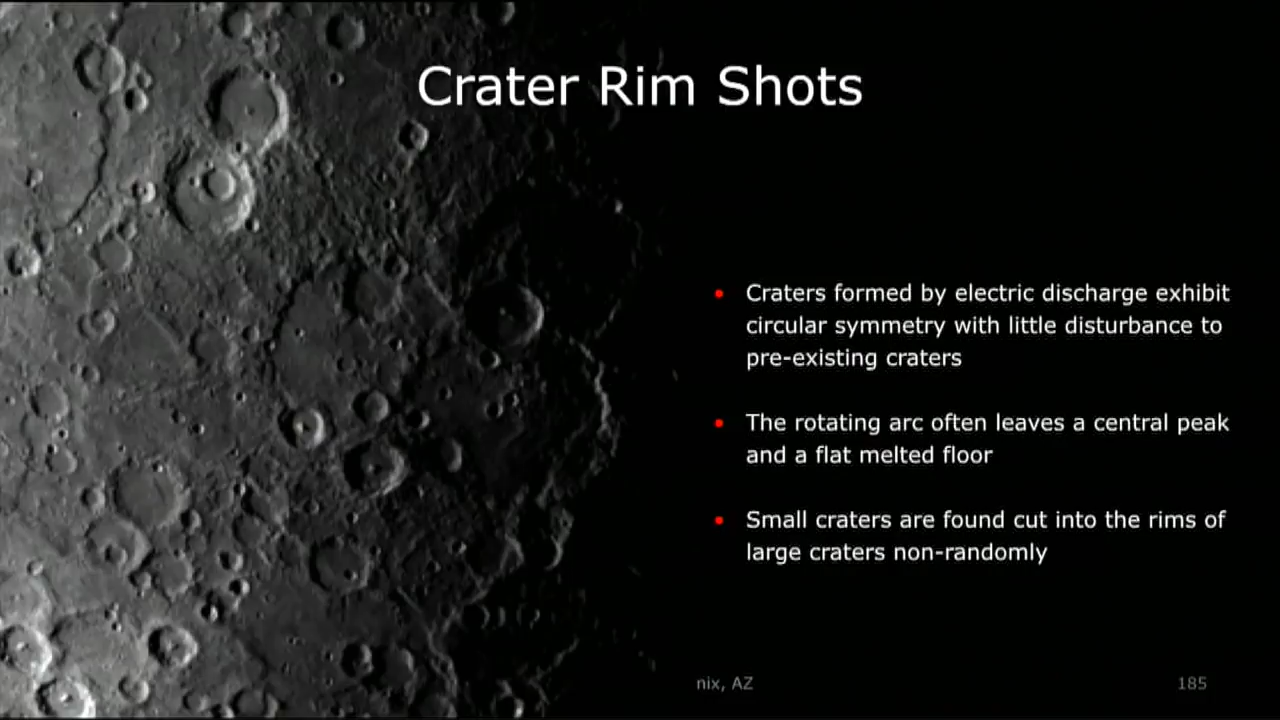 Crater Rim Shots
Craters formed by electric discharge exhibit
circular symmetry with little disturbance to
pre-existing craters
The rotating arc often leaves a central peak
and a flat melted floor
Small craters are found cut into the rims of
large craters non-randomly
nix, AZ
185